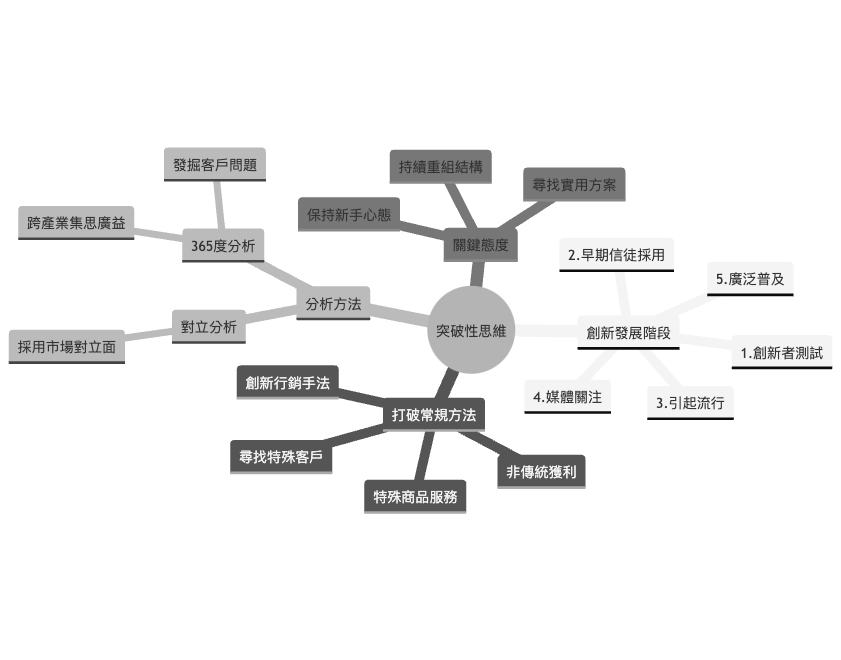 突破性思維
關鍵態度
保持新手心態
持續重組結構
尋找實用方案
創新發展階段
1.創新者測試
2.早期信徒採用
3.引起流行
4.媒體關注
5.廣泛普及
打破常規方法
創新行銷手法
尋找特殊客戶
特殊商品服務
非傳統獲利
分析方法
365度分析
發掘客戶問題
跨產業集思廣益
對立分析
採用市場對立面